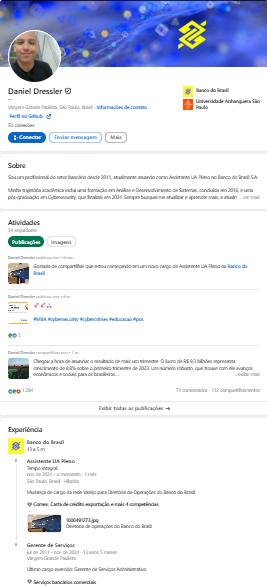 Daniel Dressler
--
Vargem Grande Paulista, São Paulo, Brasil · Informações de contato
Perfil no Github
53 conexões
Conectar
Enviar mensagem
Mais
Banco do Brasil
Universidade Anhanguera São Paulo
Sobre
Sou um profissional do setor bancário desde 2011, atualmente atuando como Assistente UA Pleno no Banco do Brasil SA.
Minha trajetória acadêmica inclui uma formação em Análise e Desenvolvimento de Sistemas, concluída em 2016, e uma
pós-graduação em Cybersecurity, que finalizei em 2024. Sempre busquei me atualizar e aprender mais, e atualm ...ver mais
Atividades
54 seguidores
Publicações
Imagens
Daniel Dressler publicou isso •
Gostaria de compartilhar que estou começando em um novo cargo de Assistente UA Pleno na Banco do
Brasil.
Daniel Dressler publicou isso •
#MBA #cybersecurity #cybercrimes #educacao #pos
5
Daniel Dressler compartilhou isso •
Chegou a hora de anunciar o resultado de mais um trimestre. O lucro de R$ 9,3 bilhões representa
crescimento de 8,8% sobre o primeiro trimestre de 2023. Um número robusto, que trouxe com ele avanços
econômicos e sociais para os brasileiros... ...exibir mais
1.284
74 comentários · 132 compartilhamentos
Exibir todas as publicações →
Experiência
Banco do Brasil
13 a 5 m
Assistente UA Pleno
Tempo integral
nov de 2024 - o momento · 1 mês
São Paulo, Brasil · Híbrida
Mudança de cargo da rede Varejo para Diretoria de Operações do Banco do Brasil
Comex, Carta de crédito exportação e mais 4 competências
1000491273.jpg
Diretoria de operações do Banco do Brasil
Gerente de Serviços
jul de 2011 - nov de 2024 · 13 anos 5 meses
Vargem Grande Paulista
Último cargo exercido: Gerente de Serviços Administrativo
Serviços bancários comerciais